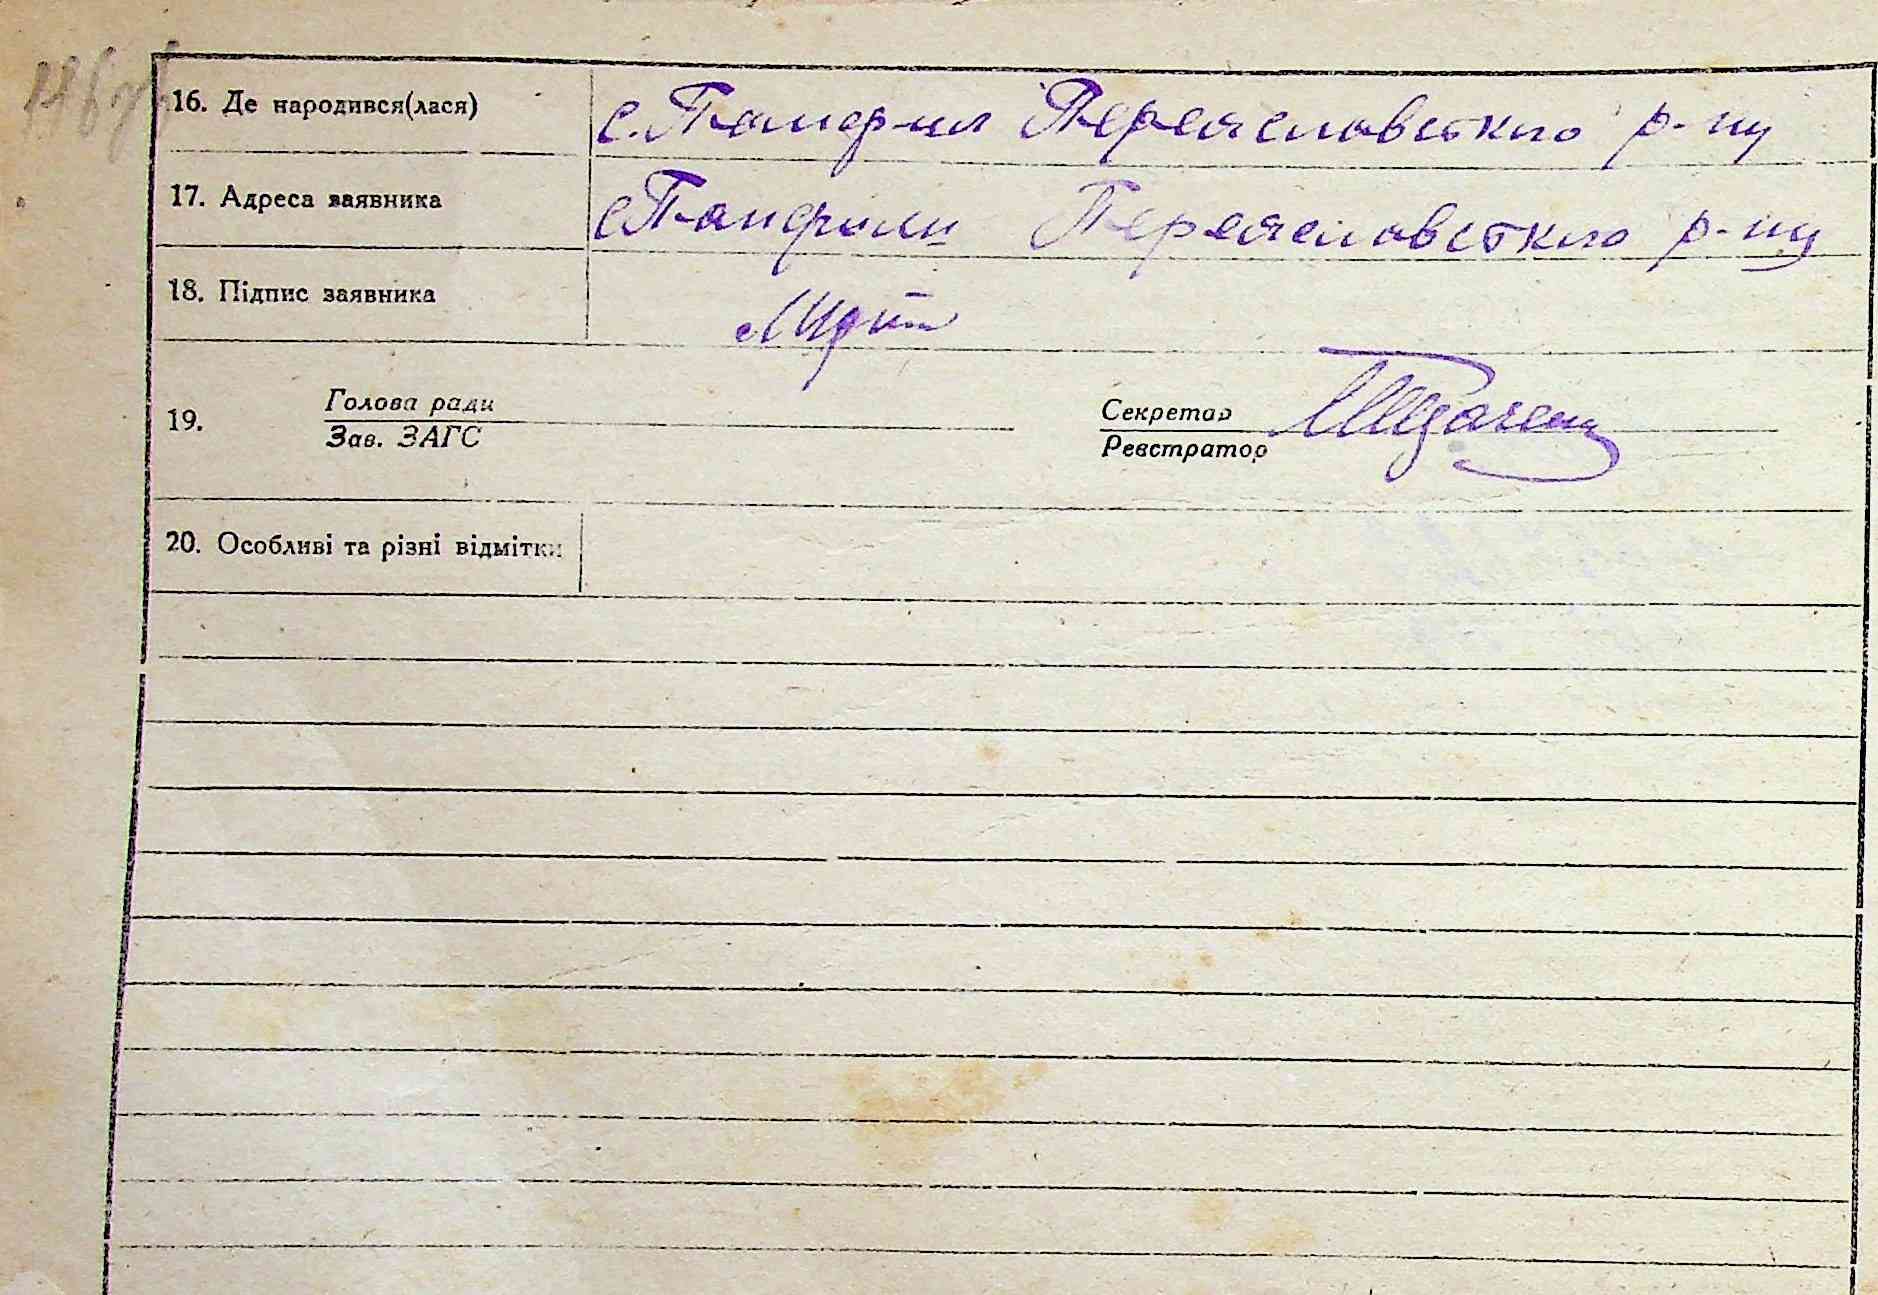 16. Де народився(лася) с. Панфил Переяславського р-ну
17. Адреса заявника с Панфили Переяславського р-ну
18. Підпис заявника
19. Голова ради Секретар
Зав. ЗАГС Реєстратор
20. Особливі та різні відмітки